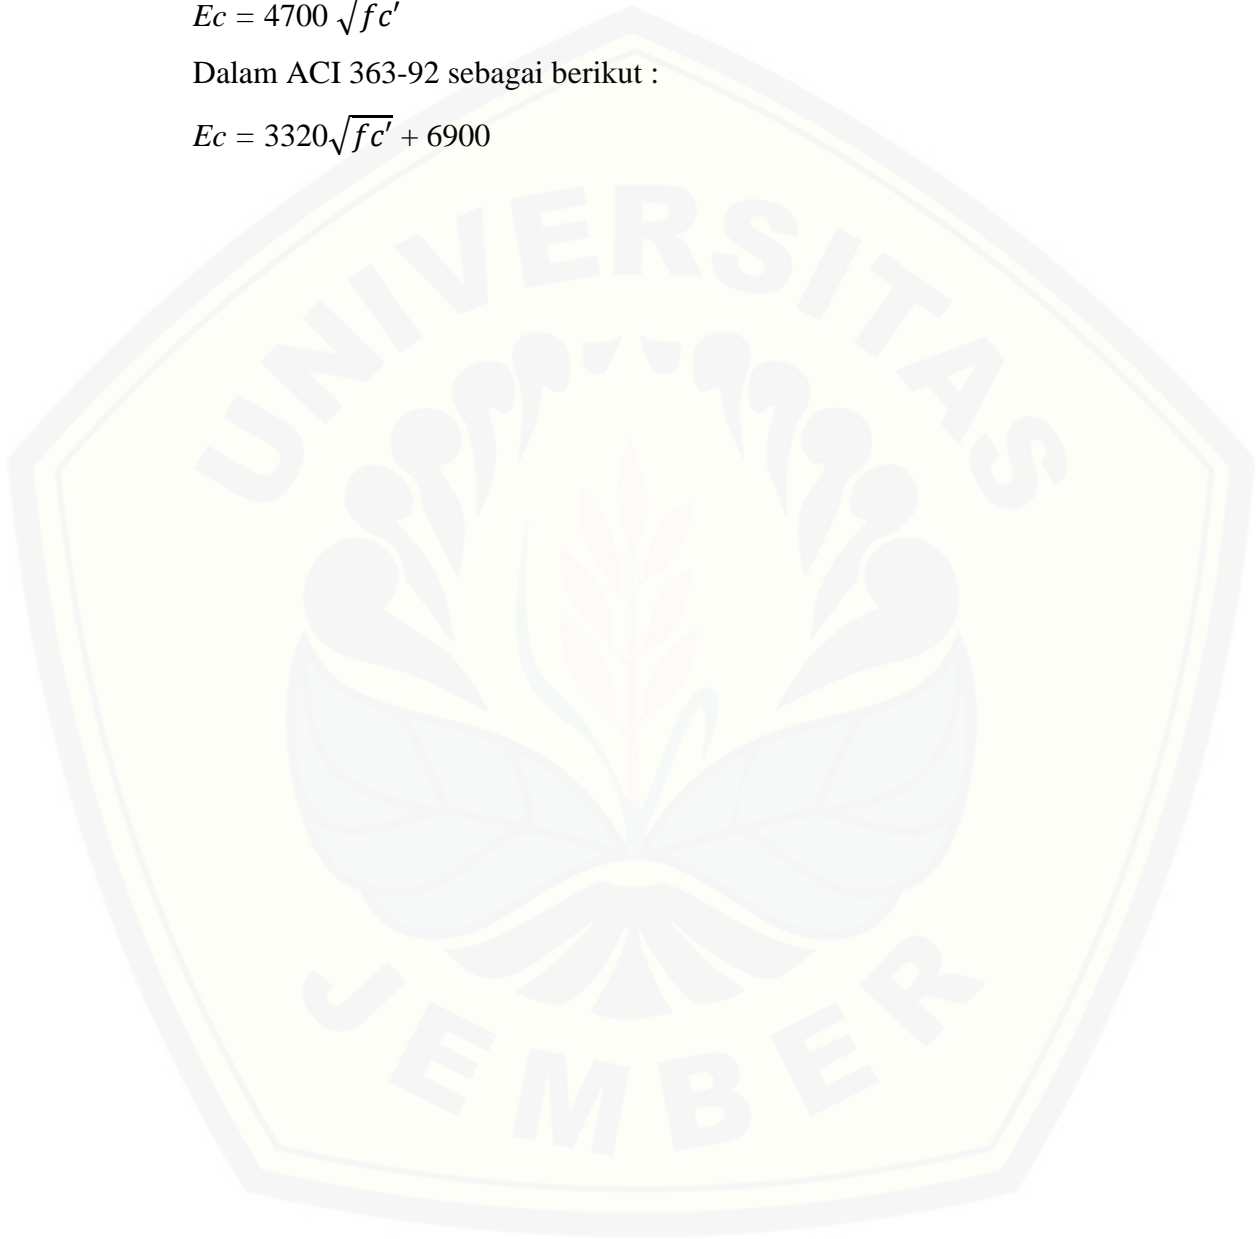 Ec = 4700 √fc′
Dalam ACI 363-92 sebagai berikut :
Ec = 3320√fc′ + 6900
UNIVERSITAS
JEMBER